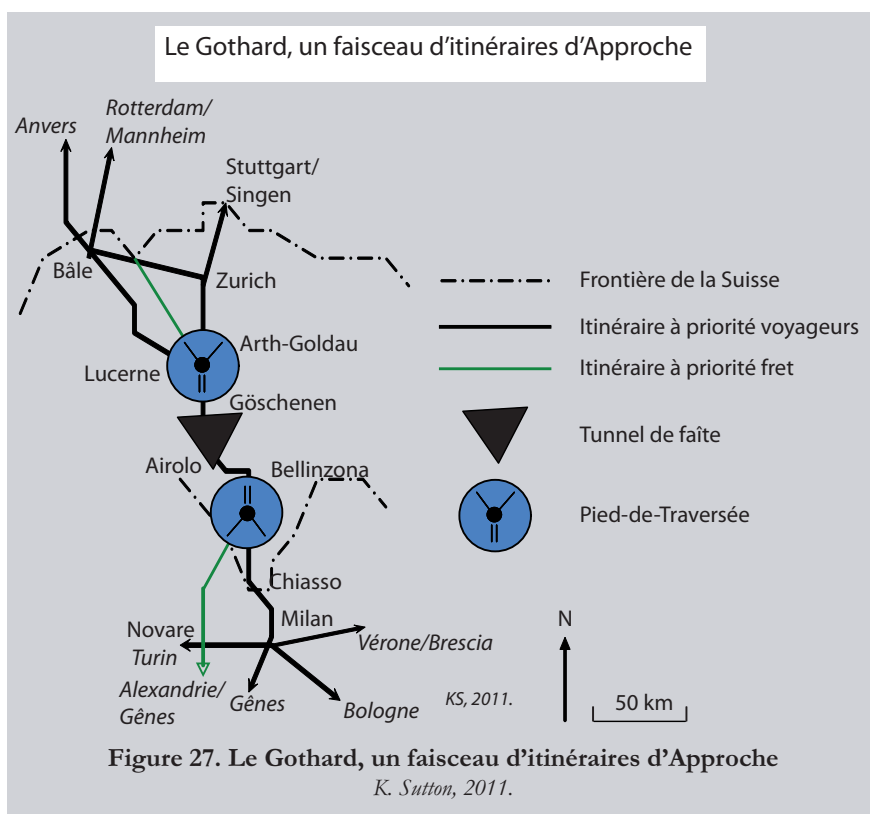 Le Gothard, un faisceau d'itinéraires d'Approche
Rotterdam/
Mannheim
Anvers
Stuttgart/
Singen
Bâle
Zurich
Frontière de la Suisse
Itinéraire à priorité voyageurs
Arth-Goldau
Itinéraire à priorité fret
Lucerne
Göschenen
Tunnel de faîte
Airolo
Bellinzona
Pied-de-Traversée
Chiasso
Milan
N
Novare
Turin
Vérone/Brescia
Alexandrie/
Gênes
Gênes
Bologne
KS, 2011.
50 km
Figure 27. Le Gothard, un faisceau d'itinéraires d'Approche
K. Sutton, 2011.